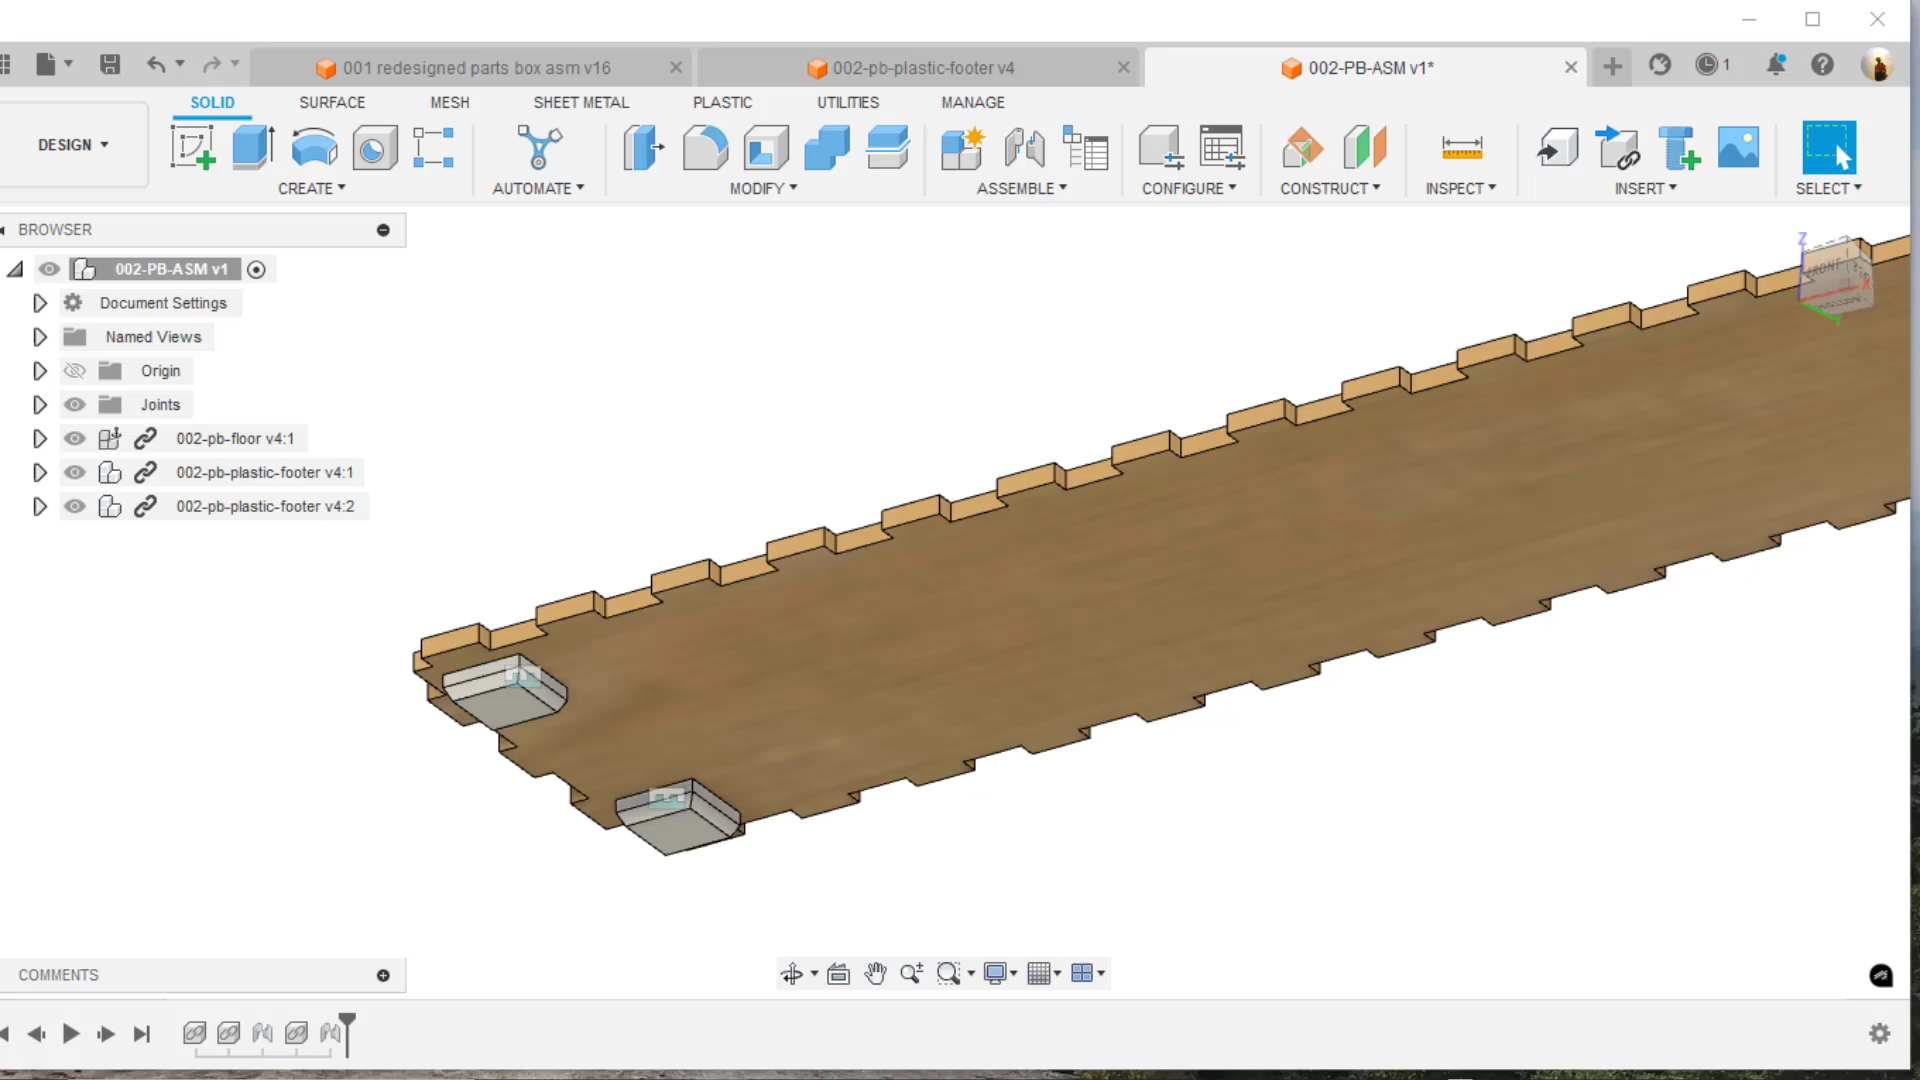 001 redesigned parts box asm v16
002-pb-plastic-footer v4
002-PB-ASM v1*
1
DESIGN
SOLID
SURFACE
MESH
SHEET METAL
PLASTIC
UTILITIES
MANAGE
CREATE
AUTOMATE
MODIFY
ASSEMBLE
CONFIGURE
CONSTRUCT
INSPECT
INSERT
SELECT
BROWSER
002-PB-ASM v1
Document Settings
Named Views
Origin
Joints
002-pb-floor v4:1
002-pb-plastic-footer v4:1
002-pb-plastic-footer v4:2
Z
FRONT
X
Y
COMMENTS